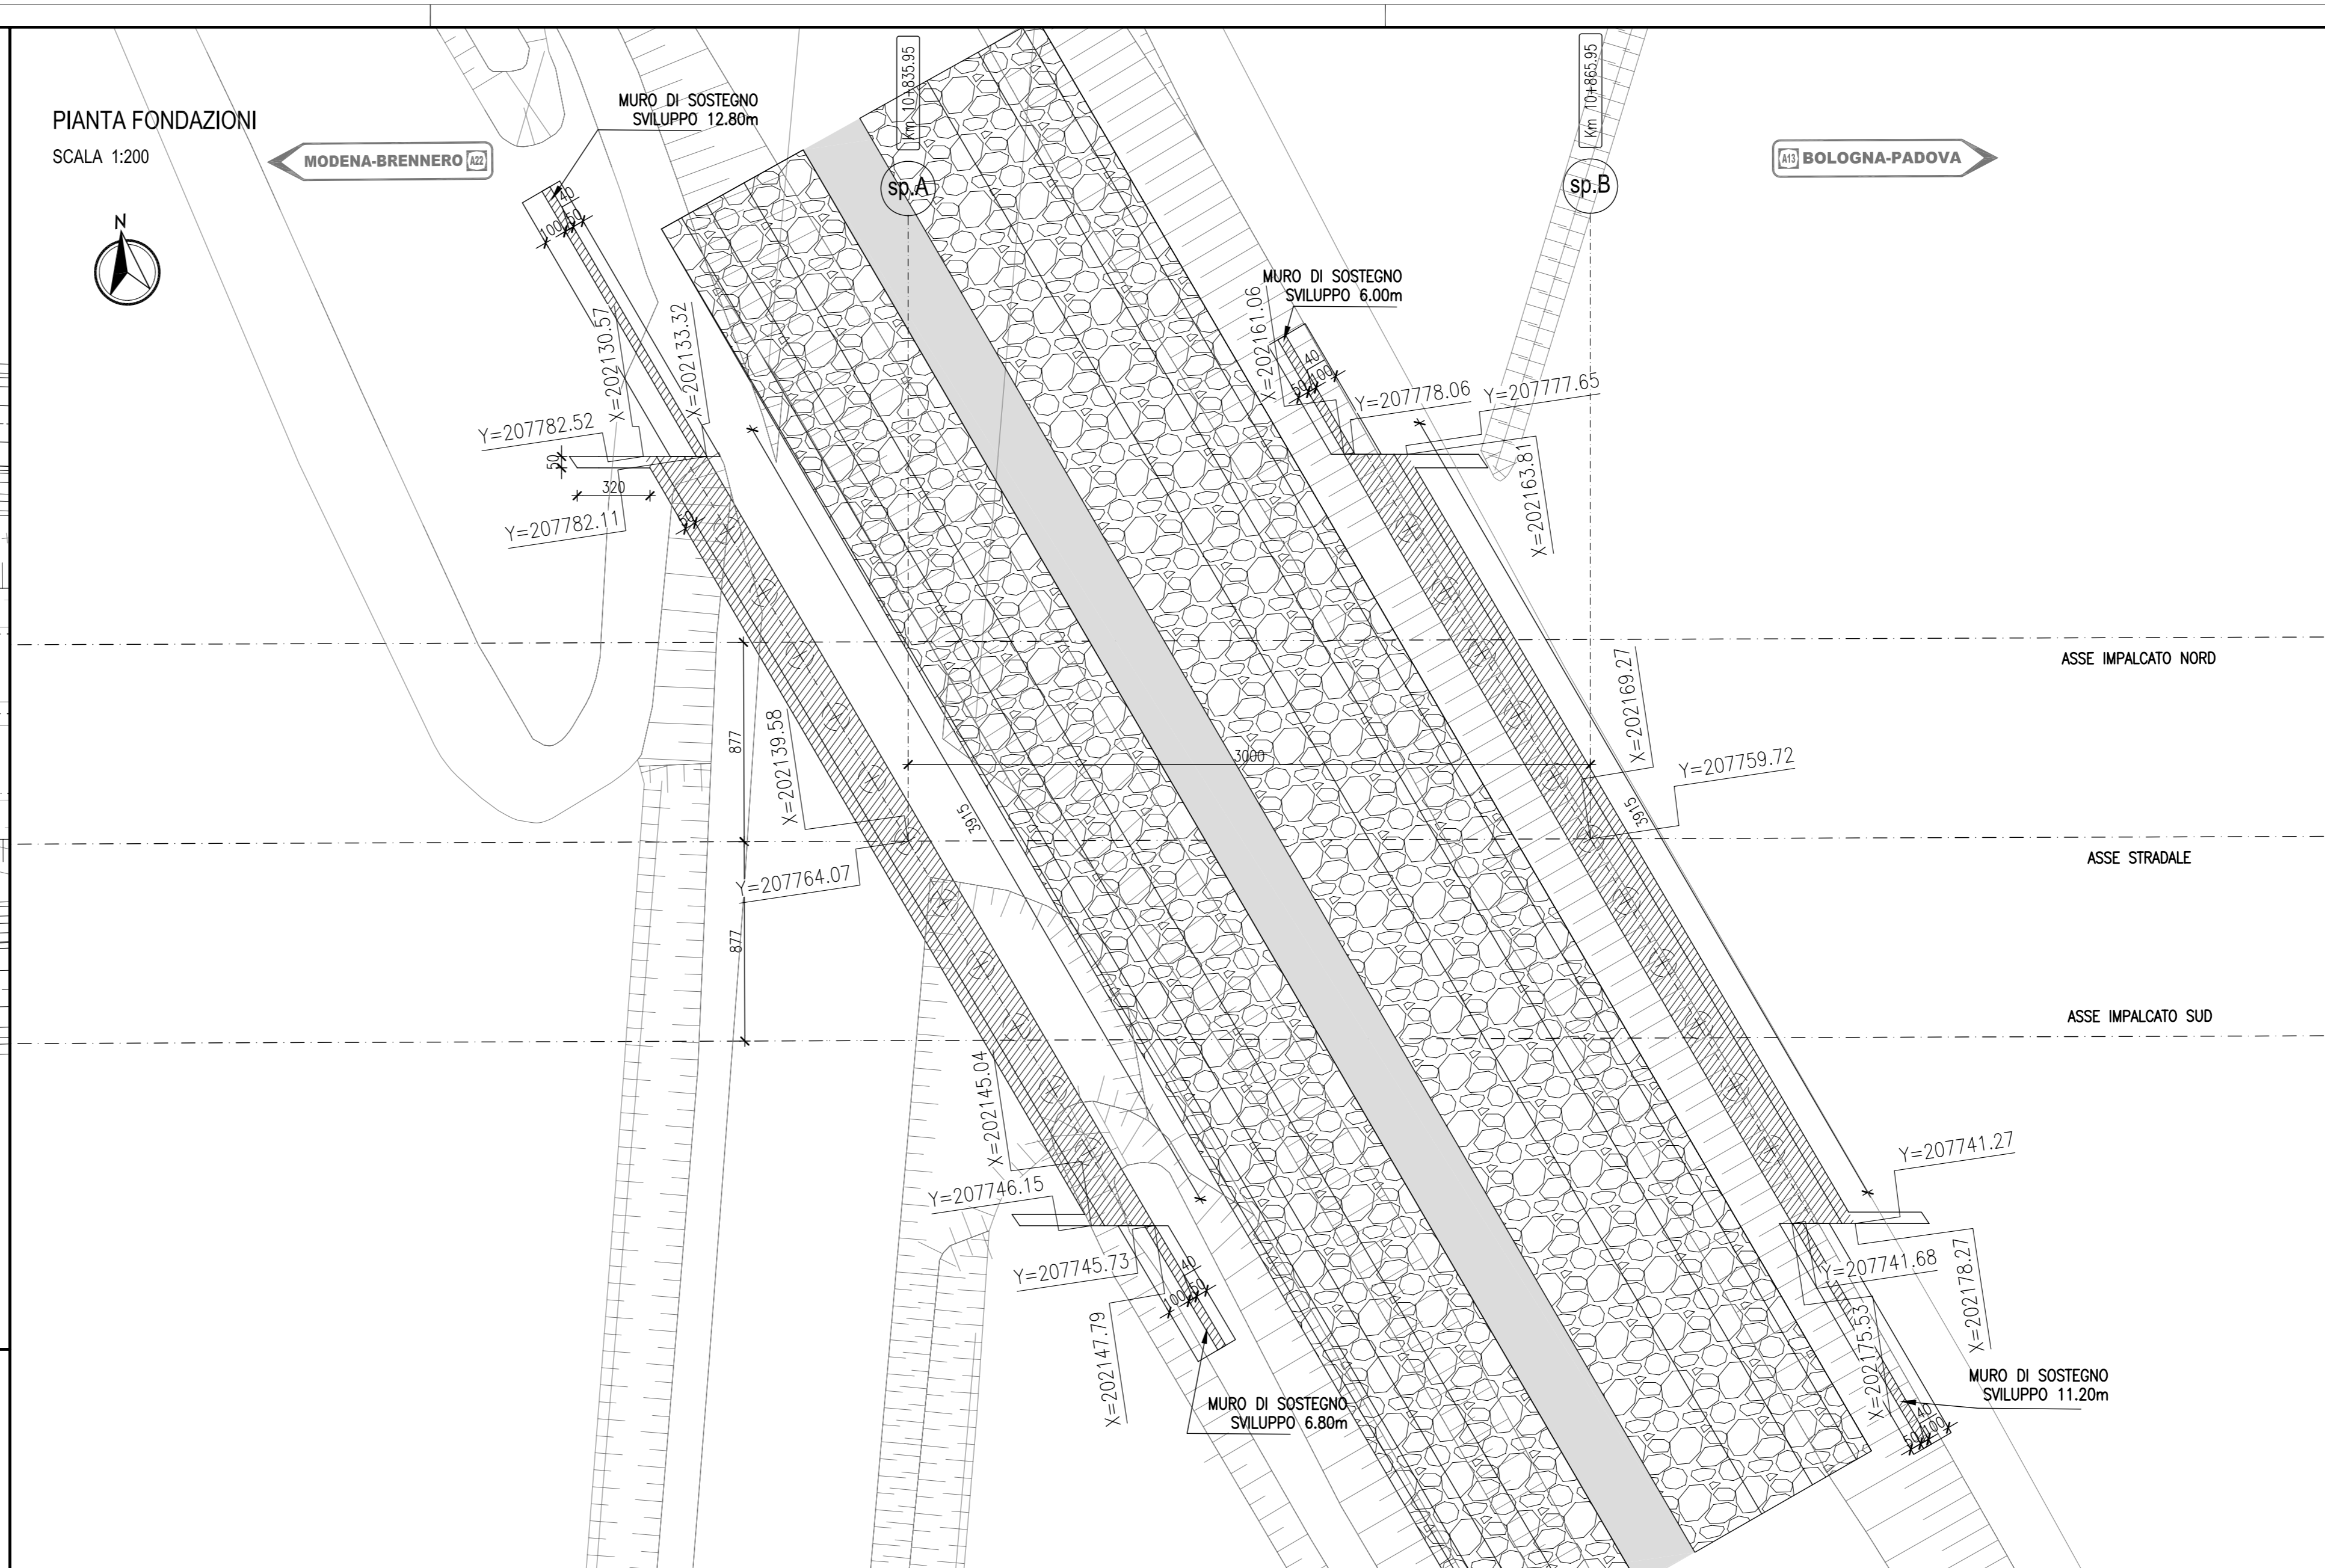 PIANTA FONDAZIONI
SCALA 1:200
MODENA-BRENNERO A22
N
MURO DI SOSTEGNO
SVILUPPO 12.80m
Km 10+835.95
sp.A
Km 10+865.95
sp.B
A13 BOLOGNA-PADOVA
40
100
50
X=202130.57
X=202133.32
Y=207782.52
50
320
Y=207782.11
50
MURO DI SOSTEGNO
SVILUPPO 6.00m
X=202161.06
40
50
100
Y=207778.06
Y=207777.65
X=202163.81
ASSE IMPALCATO NORD
877
X=202139.58
3000
X=202169.27
Y=207759.72
3915
3915
ASSE STRADALE
Y=207764.07
877
ASSE IMPALCATO SUD
X=202145.04
Y=207746.15
Y=207745.73
X=202147.79
40
100
50
MURO DI SOSTEGNO
SVILUPPO 6.80m
Y=207741.27
Y=207741.68
X=202178.27
X=202175.53
MURO DI SOSTEGNO
SVILUPPO 11.20m
40
50
100